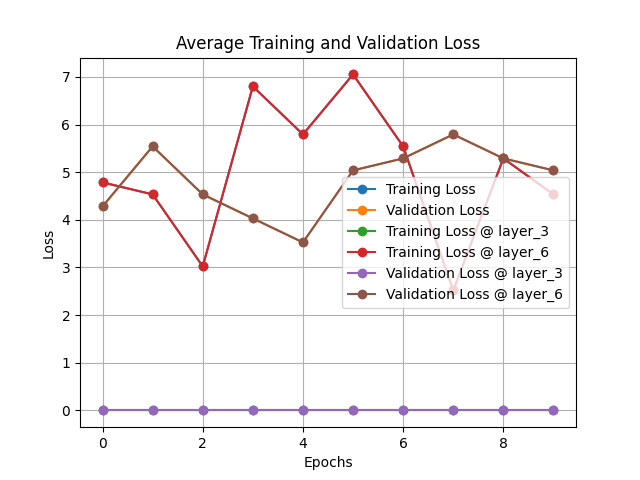 Average Training and Validation Loss
7
6
5
4
3
2
1
0
Loss
Training Loss
Validation Loss
Training Loss @ layer_3
Training Loss @ layer_6
Validation Loss @ layer_3
Validation Loss @ layer_6
0 2 4 6 8
Epochs